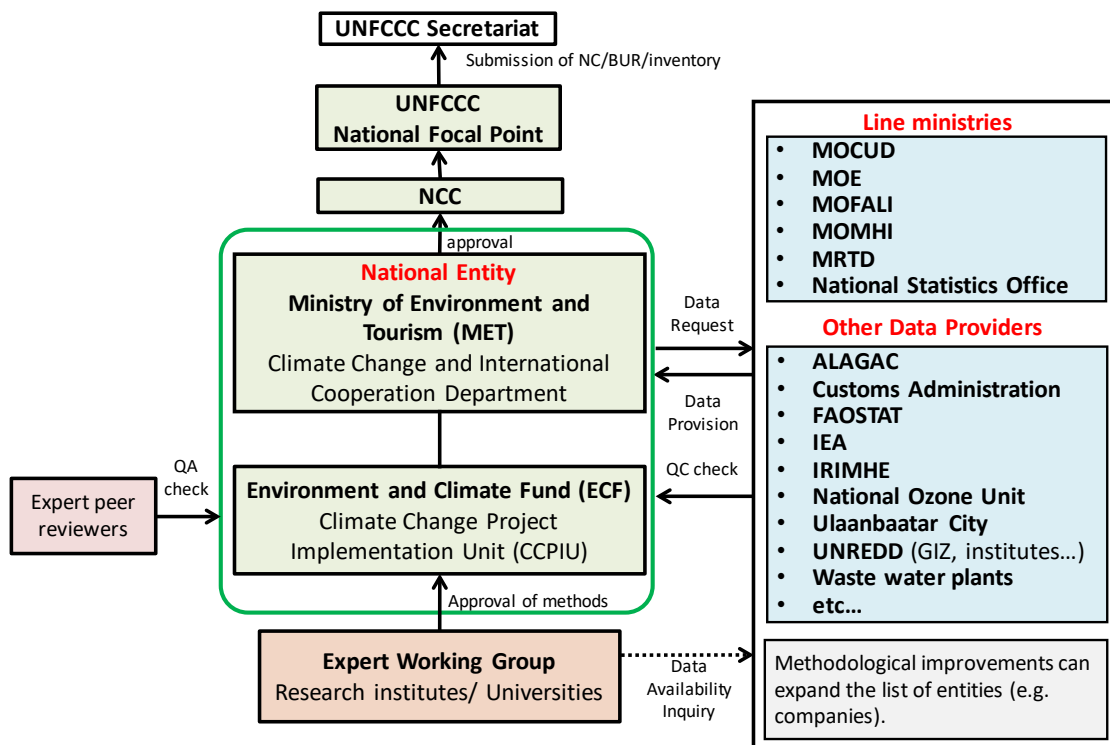 UNFCCC Secretariat
Submission of NC/BUR/inventory
UNFCCC
National Focal Point
NCC
approval
National Entity
Ministry of Environment and
Tourism (MET)
Climate Change and International
Cooperation Department
Environment and Climate Fund (ECF)
Climate Change Project
Implementation Unit (CCPIU)
Approval of methods
Expert Working Group
Research institutes/ Universities
Expert peer
reviewers
QA
check
Data
Request
Data
Provision
QC check
Data
Availability
Inquiry
Line ministries
• MOCUD
• MOE
• MOFALI
• MOMHI
• MRTD
• National Statistics Office
Other Data Providers
• ALAGAC
• Customs Administration
• FAOSTAT
• IEA
• IRIMHE
• National Ozone Unit
• Ulaanbaatar City
• UNREDD (GIZ, institutes…)
• Waste water plants
• etc…
Methodological improvements can
expand the list of entities (e.g.
companies).